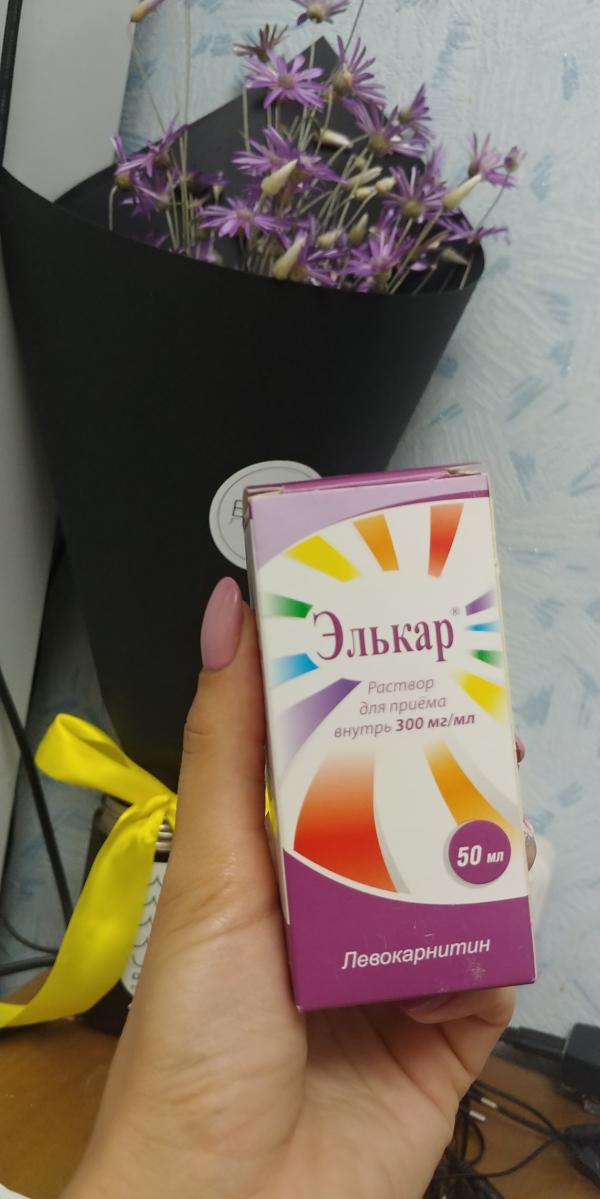 Элькар®
Раствор
для приёма
внутрь 300 мг/мл
50 мл
Левокарнитин